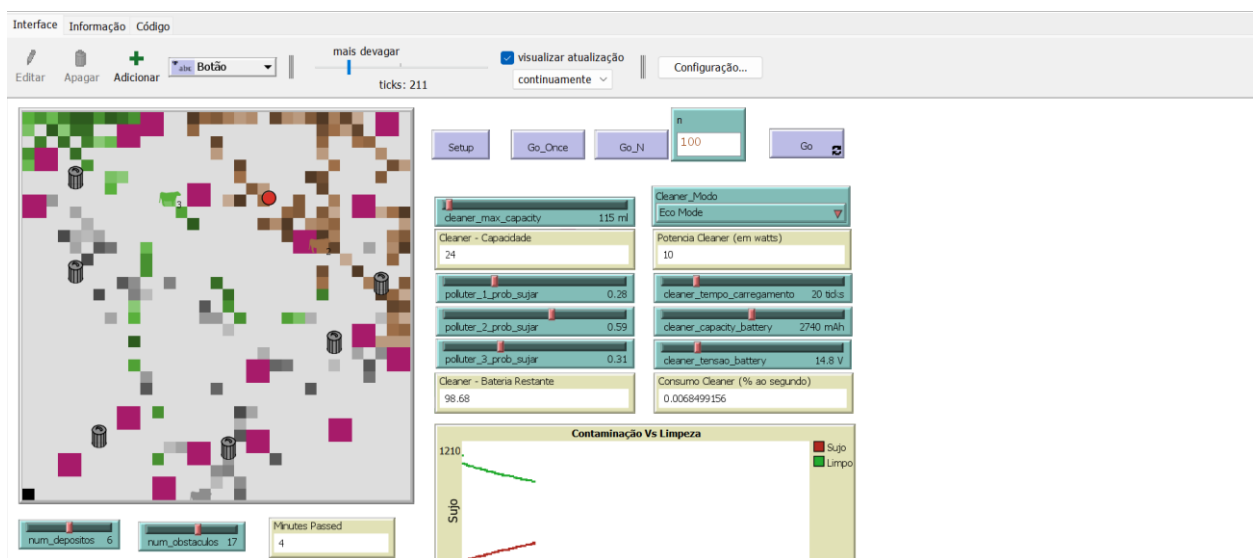 Interface Informação Código
mais devagar
Editar Apagar Adicionar abc Botão
ticks: 211
visualizar atualização
continuamente
Configuração...
Setup Go_Once Go_N
n
100
Go
3
1 2
cleaner_max_capacity 115 ml
Cleaner_Modo
Eco Mode
Cleaner - Capacidade
24
Potencia Cleaner (em watts)
10
polluter_1_prob_sujar 0.28
cleaner_tempo_carregamento 20 ticks
polluter_2_prob_sujar 0.59
cleaner_capacity_battery 2740 mAh
polluter_3_prob_sujar 0.31
cleaner_tensao_battery 14.8 V
Cleaner - Bateria Restante
98.68
Consumo Cleaner (% ao segundo)
0.0068499156
Contaminação Vs Limpeza
1210
Sujo
Sujo
Limpo
num_depositos 6
num_obstaculos 17
Minutes Passed
4